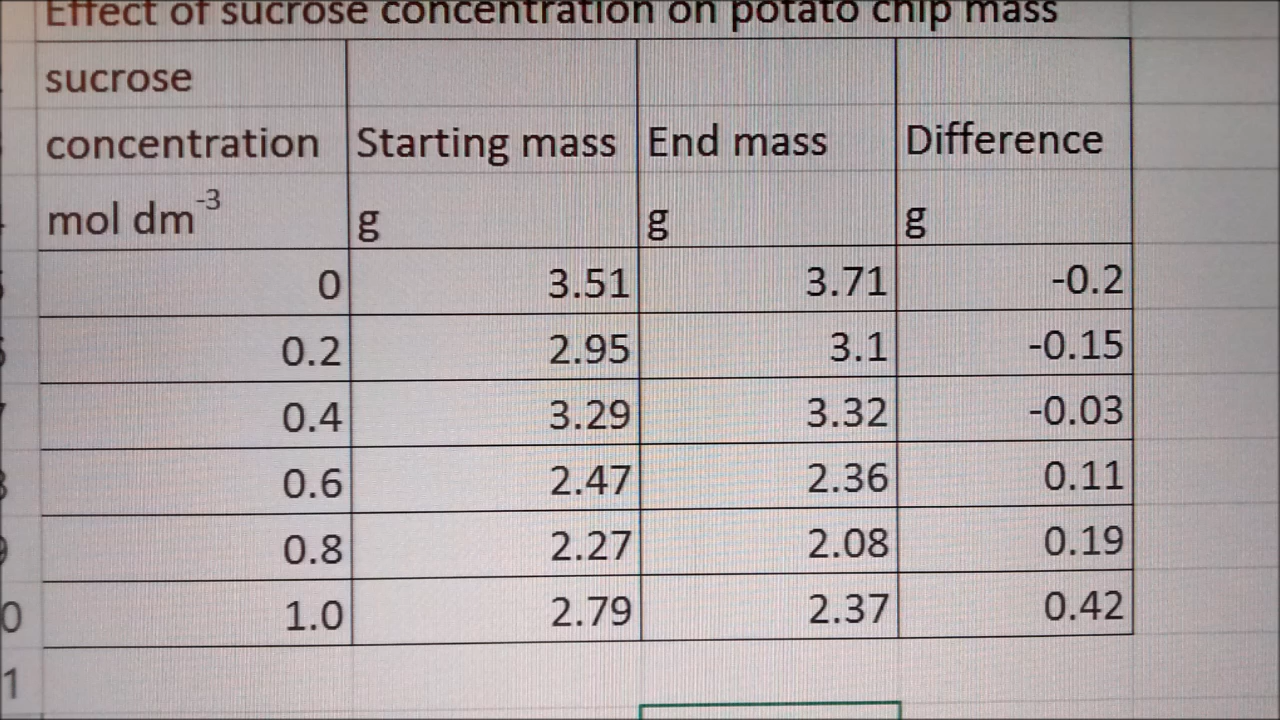 Effect of sucrose concentration on potato chip mass
sucrose
concentration Starting mass End mass Difference
mol dm⁻³ g g g
0 3.51 3.71 -0.2
0.2 2.95 3.1 -0.15
0.4 3.29 3.32 -0.03
0.6 2.47 2.36 0.11
0.8 2.27 2.08 0.19
1.0 2.79 2.37 0.42